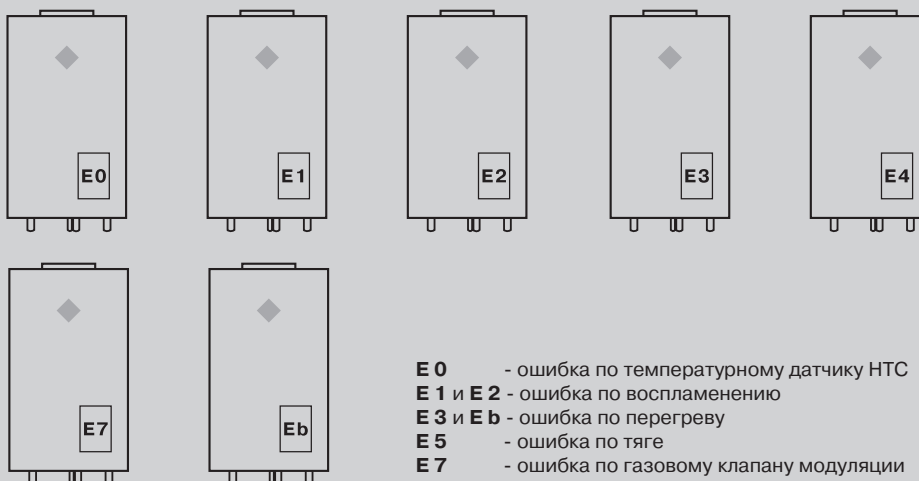 E0
E1
E2
E3
E4
E7
Eb
E 0 - ошибка по температурному датчику НТС
E 1 и E 2 - ошибка по воспламенению
E 3 и E b - ошибка по перегреву
E 5 - ошибка по тяге
E 7 - ошибка по газовому клапану модуляции